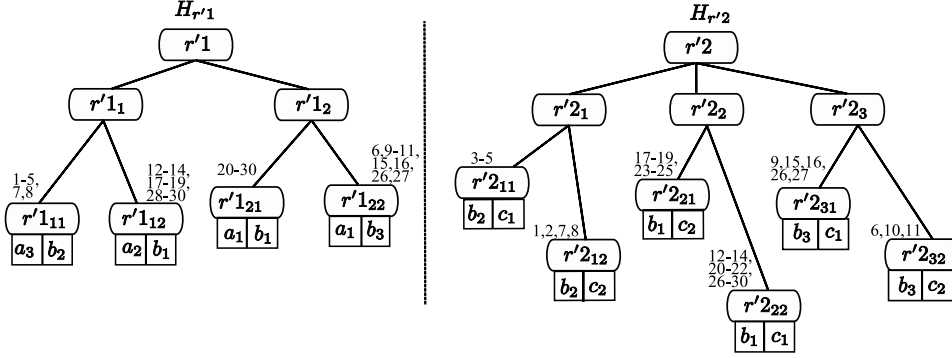 H_{r'1}
r'1
r'1_1
r'1_2
1-5,
7,8
12-14,
17-19,
28-30
20-30
6,9-11,
15,16,
26,27
r'1_{11}
r'1_{12}
r'1_{21}
r'1_{22}
a_3 b_2
a_2 b_1
a_1 b_1
a_1 b_3
H_{r'2}
r'2
r'2_1
r'2_2
r'2_3
3-5
17-19,
23-25
9,15,16,
26,27
r'2_{11}
r'2_{21}
r'2_{31}
b_2 c_1
b_1 c_2
b_3 c_1
1,2,7,8
12-14,
20-22,
26-30
6,10,11
r'2_{12}
r'2_{32}
b_2 c_2
b_3 c_2
r'2_{22}
b_1 c_1